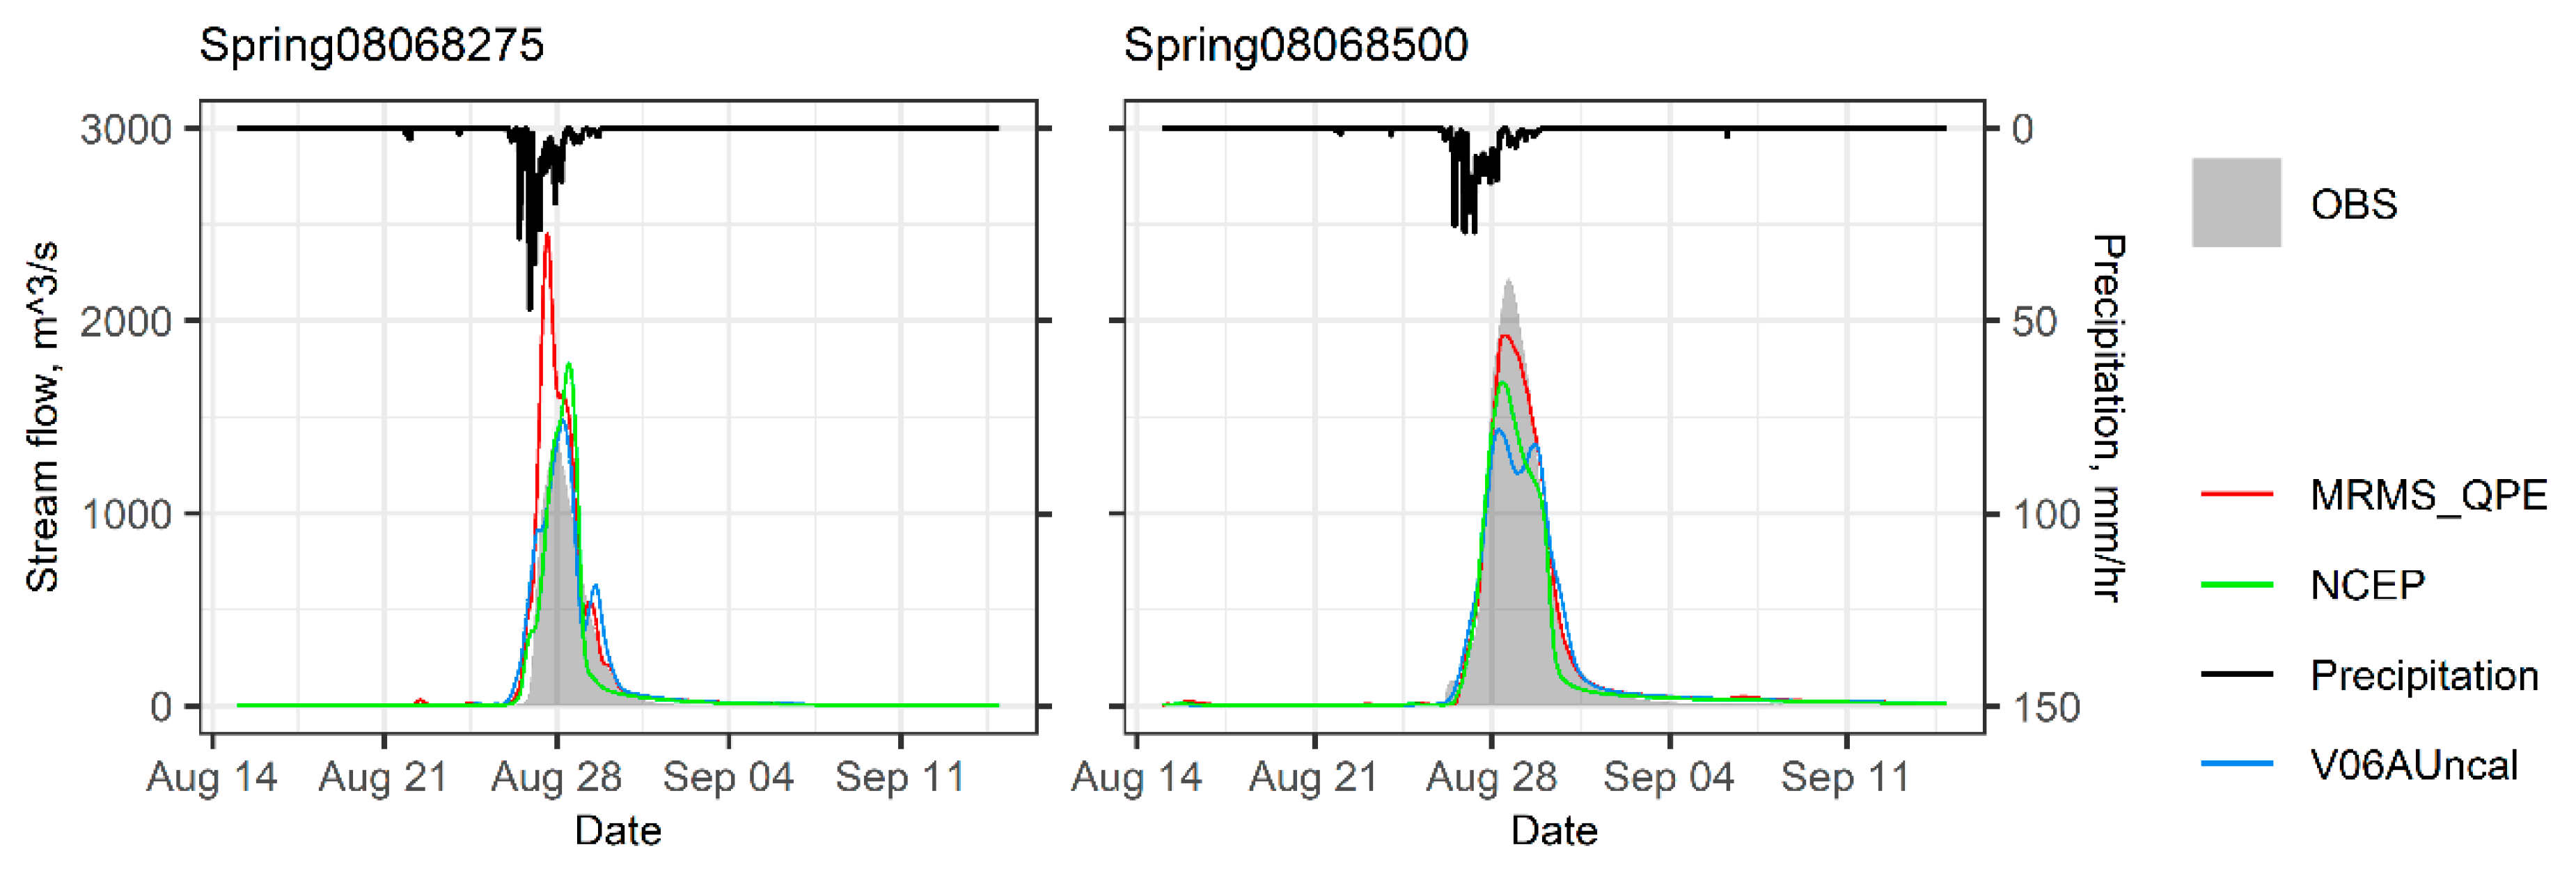 Spring08068275
Spring08068500
Stream flow, m^3/s
3000
2000
1000
0
Aug 14
Aug 21
Aug 28
Sep 04
Sep 11
Date
Aug 14
Aug 21
Aug 28
Sep 04
Sep 11
Date
0
50
100
150
Precipitation, mm/hr
OBS
MRMS_QPE
NCEP
Precipitation
V06AUncal